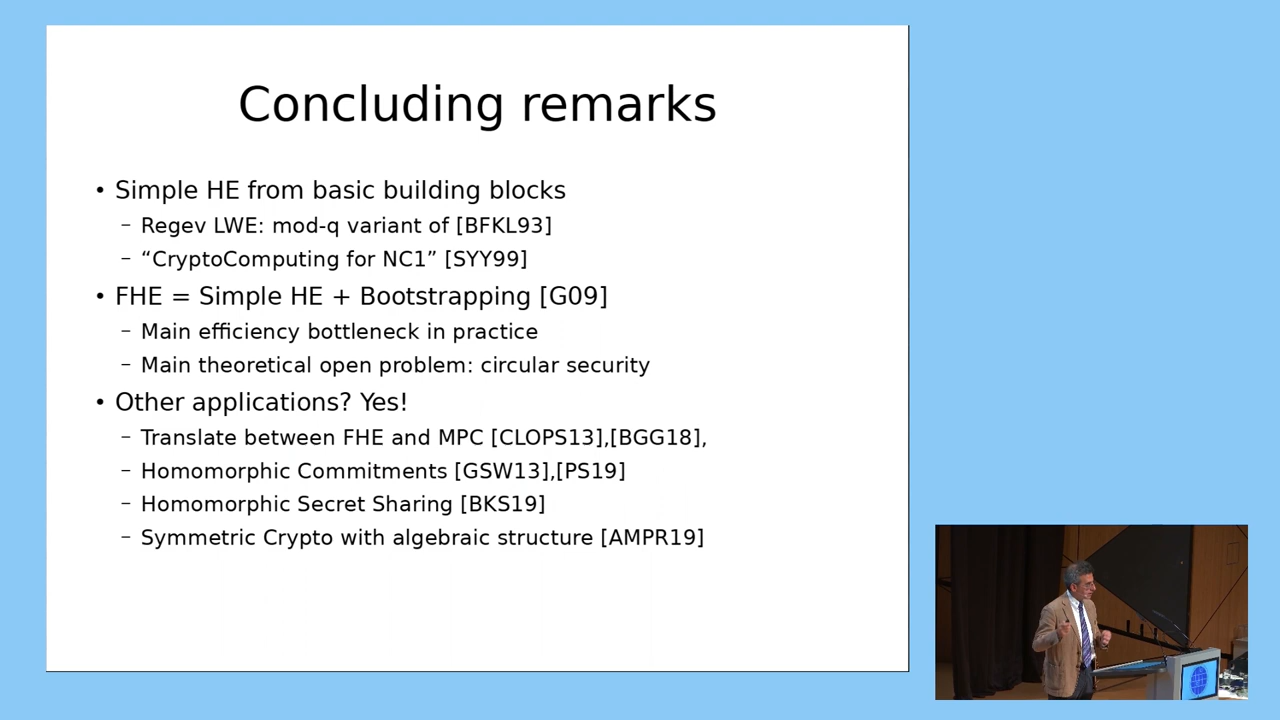 Concluding remarks
• Simple HE from basic building blocks
– Regev LWE: mod-q variant of [BFKL93]
– “CryptoComputing for NC1” [SYY99]
• FHE = Simple HE + Bootstrapping [G09]
– Main efficiency bottleneck in practice
– Main theoretical open problem: circular security
• Other applications? Yes!
– Translate between FHE and MPC [CLOPS13],[BGG18],
– Homomorphic Commitments [GSW13],[PS19]
– Homomorphic Secret Sharing [BKS19]
– Symmetric Crypto with algebraic structure [AMPR19]